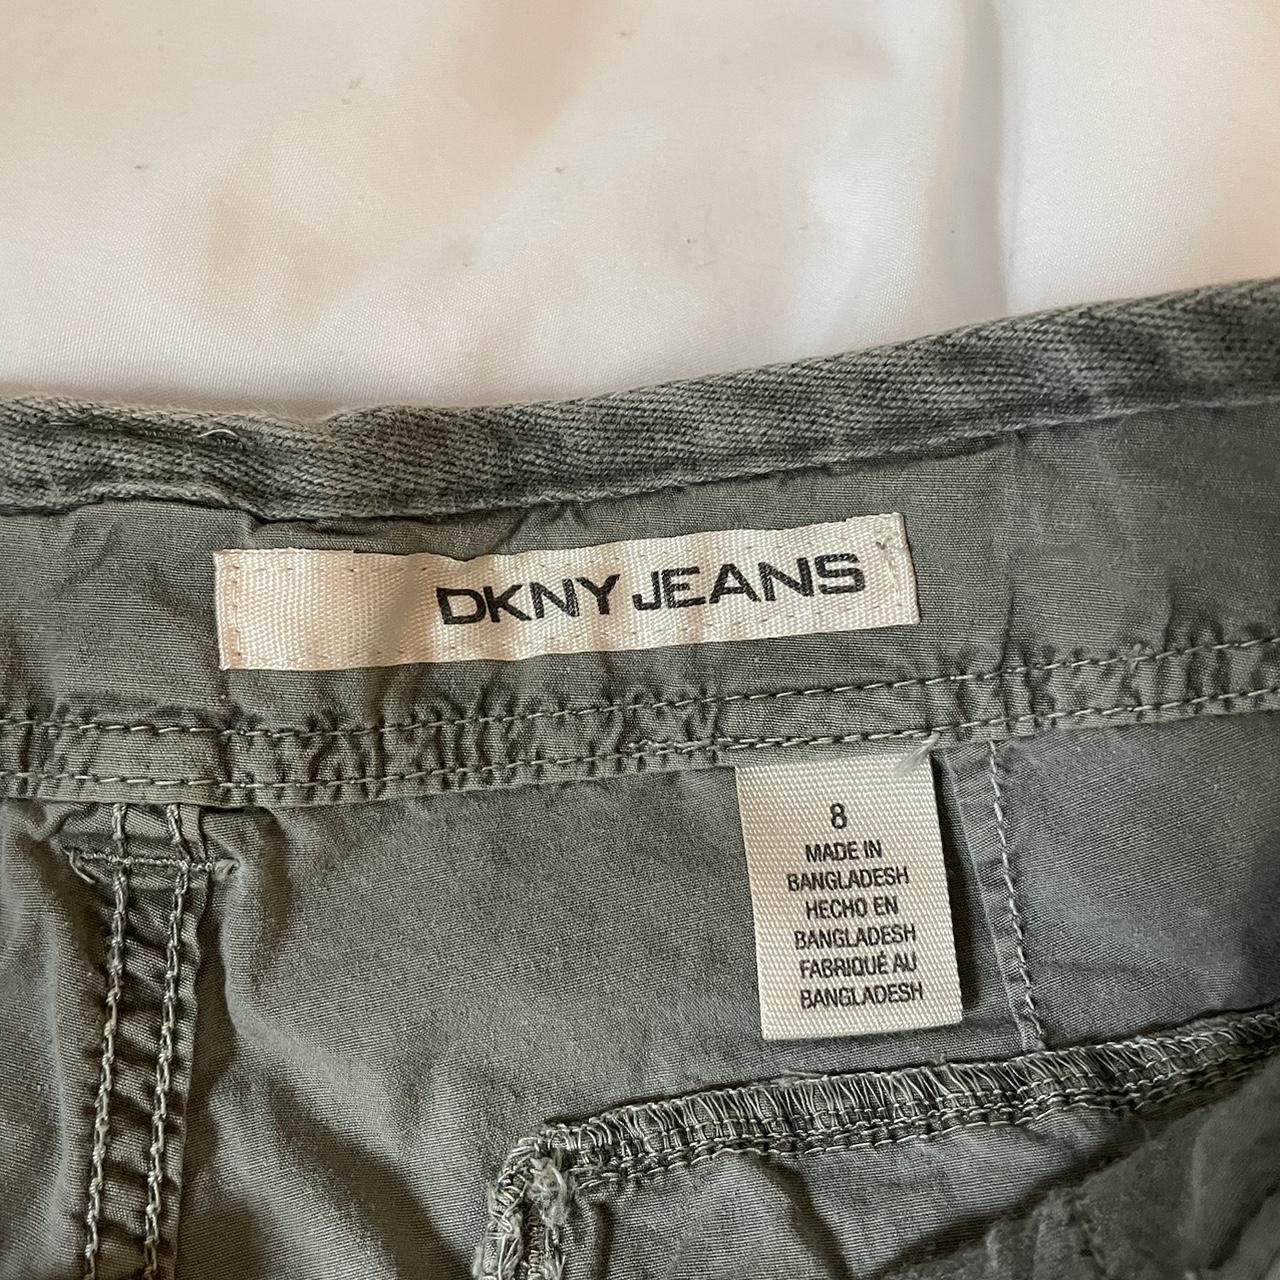 DKNY JEANS
8
MADE IN
BANGLADESH
HECHO EN
BANGLADESH
FABRIQUÉ AU
BANGLADESH